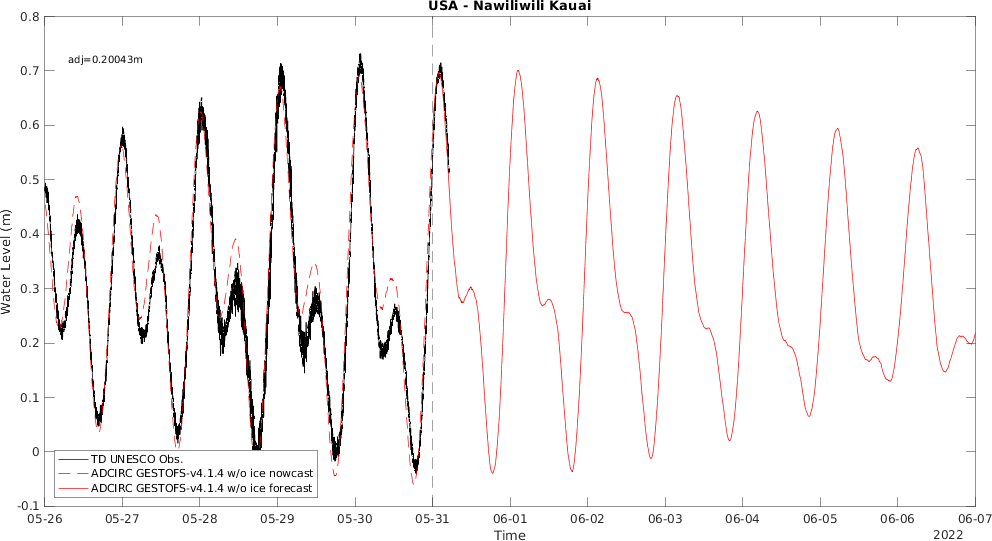 USA - Nawiliwili Kauai
adj=0.20043m
Water Level (m)
0.8
0.7
0.6
0.5
0.4
0.3
0.2
0.1
0
-0.1
TD UNESCO Obs.
ADCIRC GESTOFS-v4.1.4 w/o ice nowcast
ADCIRC GESTOFS-v4.1.4 w/o ice forecast
05-26 05-27 05-28 05-29 05-30 05-31 06-01 06-02 06-03 06-04 06-05 06-06 06-07
Time
2022